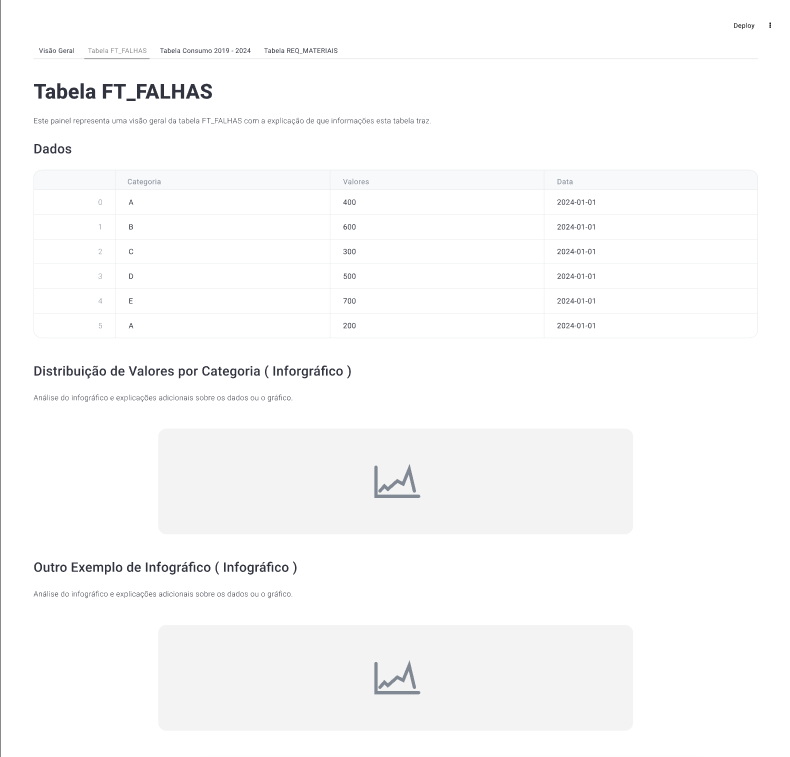 Deploy
Visão Geral Tabela FT_FALHAS Tabela Consumo 2019 - 2024 Tabela REQ_MATERIAIS
Tabela FT_FALHAS
Este painel representa uma visão geral da tabela FT_FALHAS com a explicação de que informações esta tabela traz
Dados
Categoria Valores Data
0 A 400 2024-01-01
1 B 600 2024-01-01
2 C 300 2024-01-01
3 D 500 2024-01-01
4 E 700 2024-01-01
5 A 200 2024-01-01
Distribuição de Valores por Categoria ( Inforgráfico )
Análise do infográfico e explicações adicionais sobre os dados ou o gráfico.
Outro Exemplo de Infográfico ( Infográfico )
Análise do infográfico e explicações adicionais sobre os dados ou o gráfico.